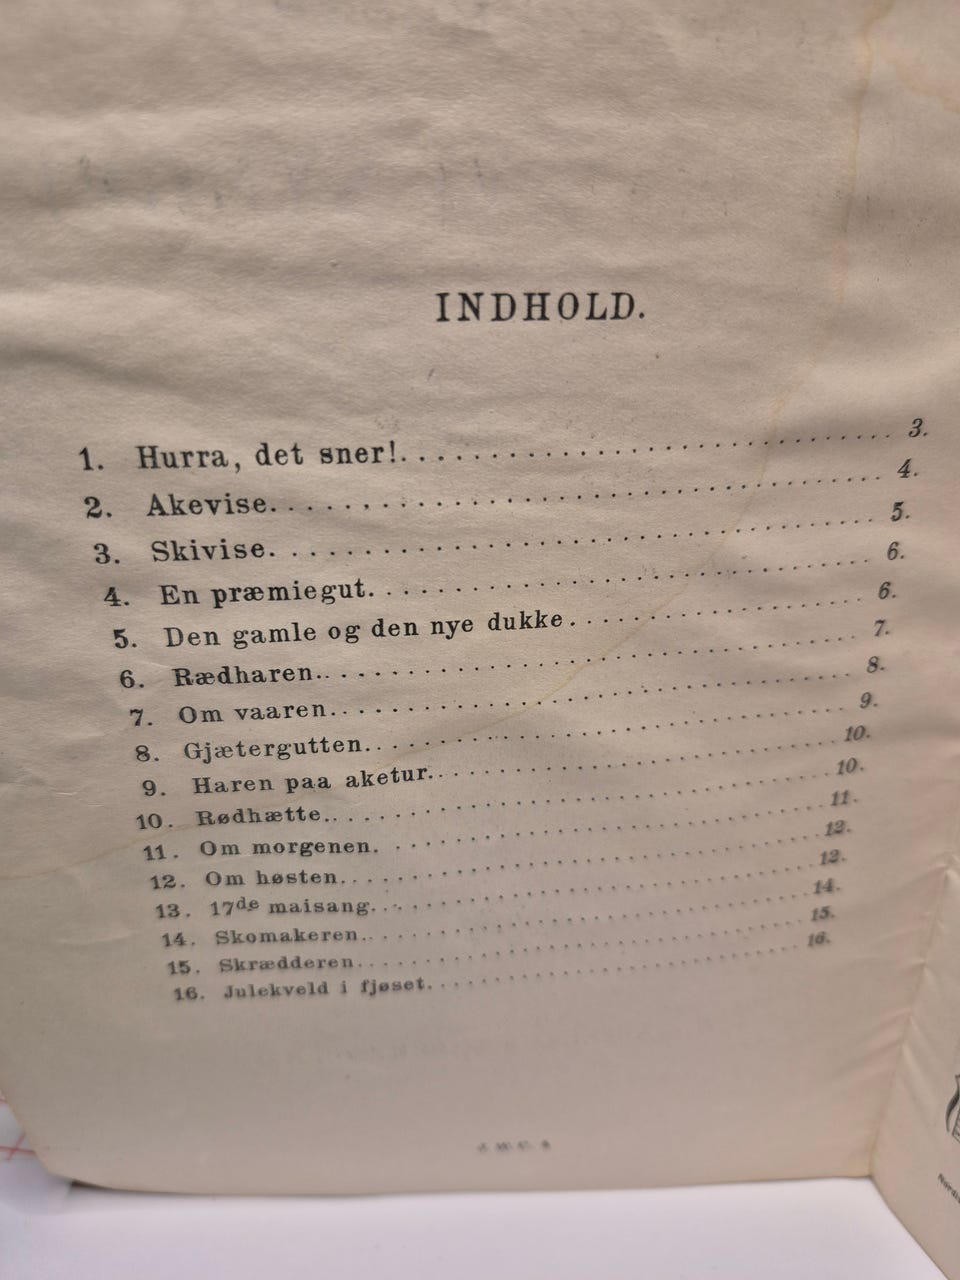 INDHOLD.
1. Hurra, det sner! 3.
2. Akevise. 4.
3. Skivise. 5.
4. En præmiegut. 6.
5. Den gamle og den nye dukke. 6.
6. Rædharen. 7.
7. Om vaaren. 8.
8. Gjætergutten. 9.
9. Haren paa aketur. 10.
10. Rødhætte. 10.
11. Om morgenen. 11.
12. Om høsten. 12.
13. 17de maisang. 12.
14. Skomakeren. 14.
15. Skrædderen. 15.
16. Julekveld i fjøset. 16.